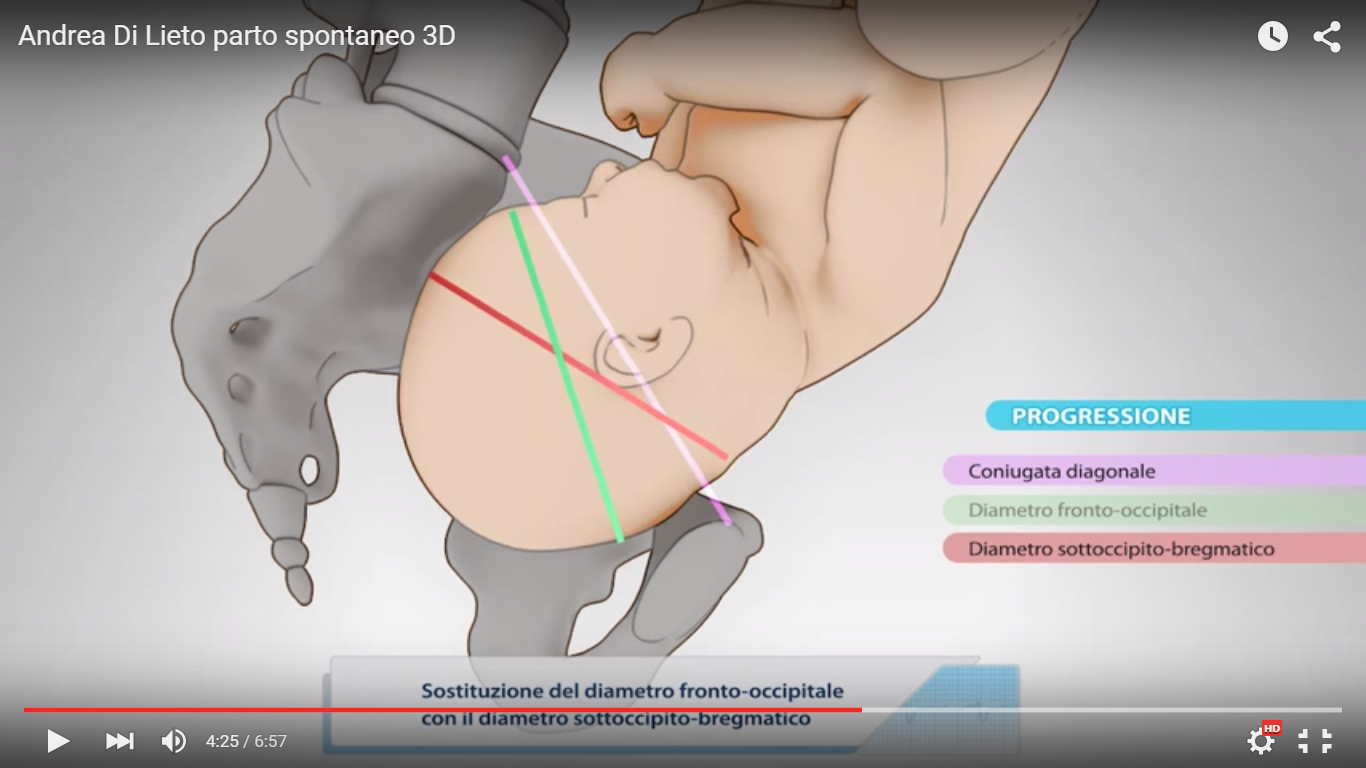 Andrea Di Lieto parto spontaneo 3D
PROGRESSIONE
Coniugata diagonale
Diametro fronto-occipitale
Diametro sottoccipito-bregmatico
Sostituzione del diametro fronto-occipitale
con il diametro sottoccipito-bregmatico
4:25 / 6:57
HD